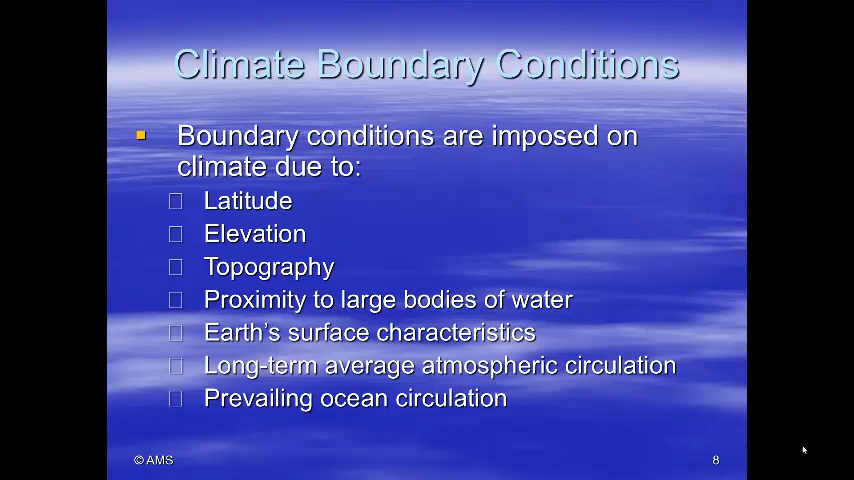 Climate Boundary Conditions
Boundary conditions are imposed on
climate due to:
Latitude
Elevation
Topography
Proximity to large bodies of water
Earth's surface characteristics
Long-term average atmospheric circulation
Prevailing ocean circulation
© AMS
8